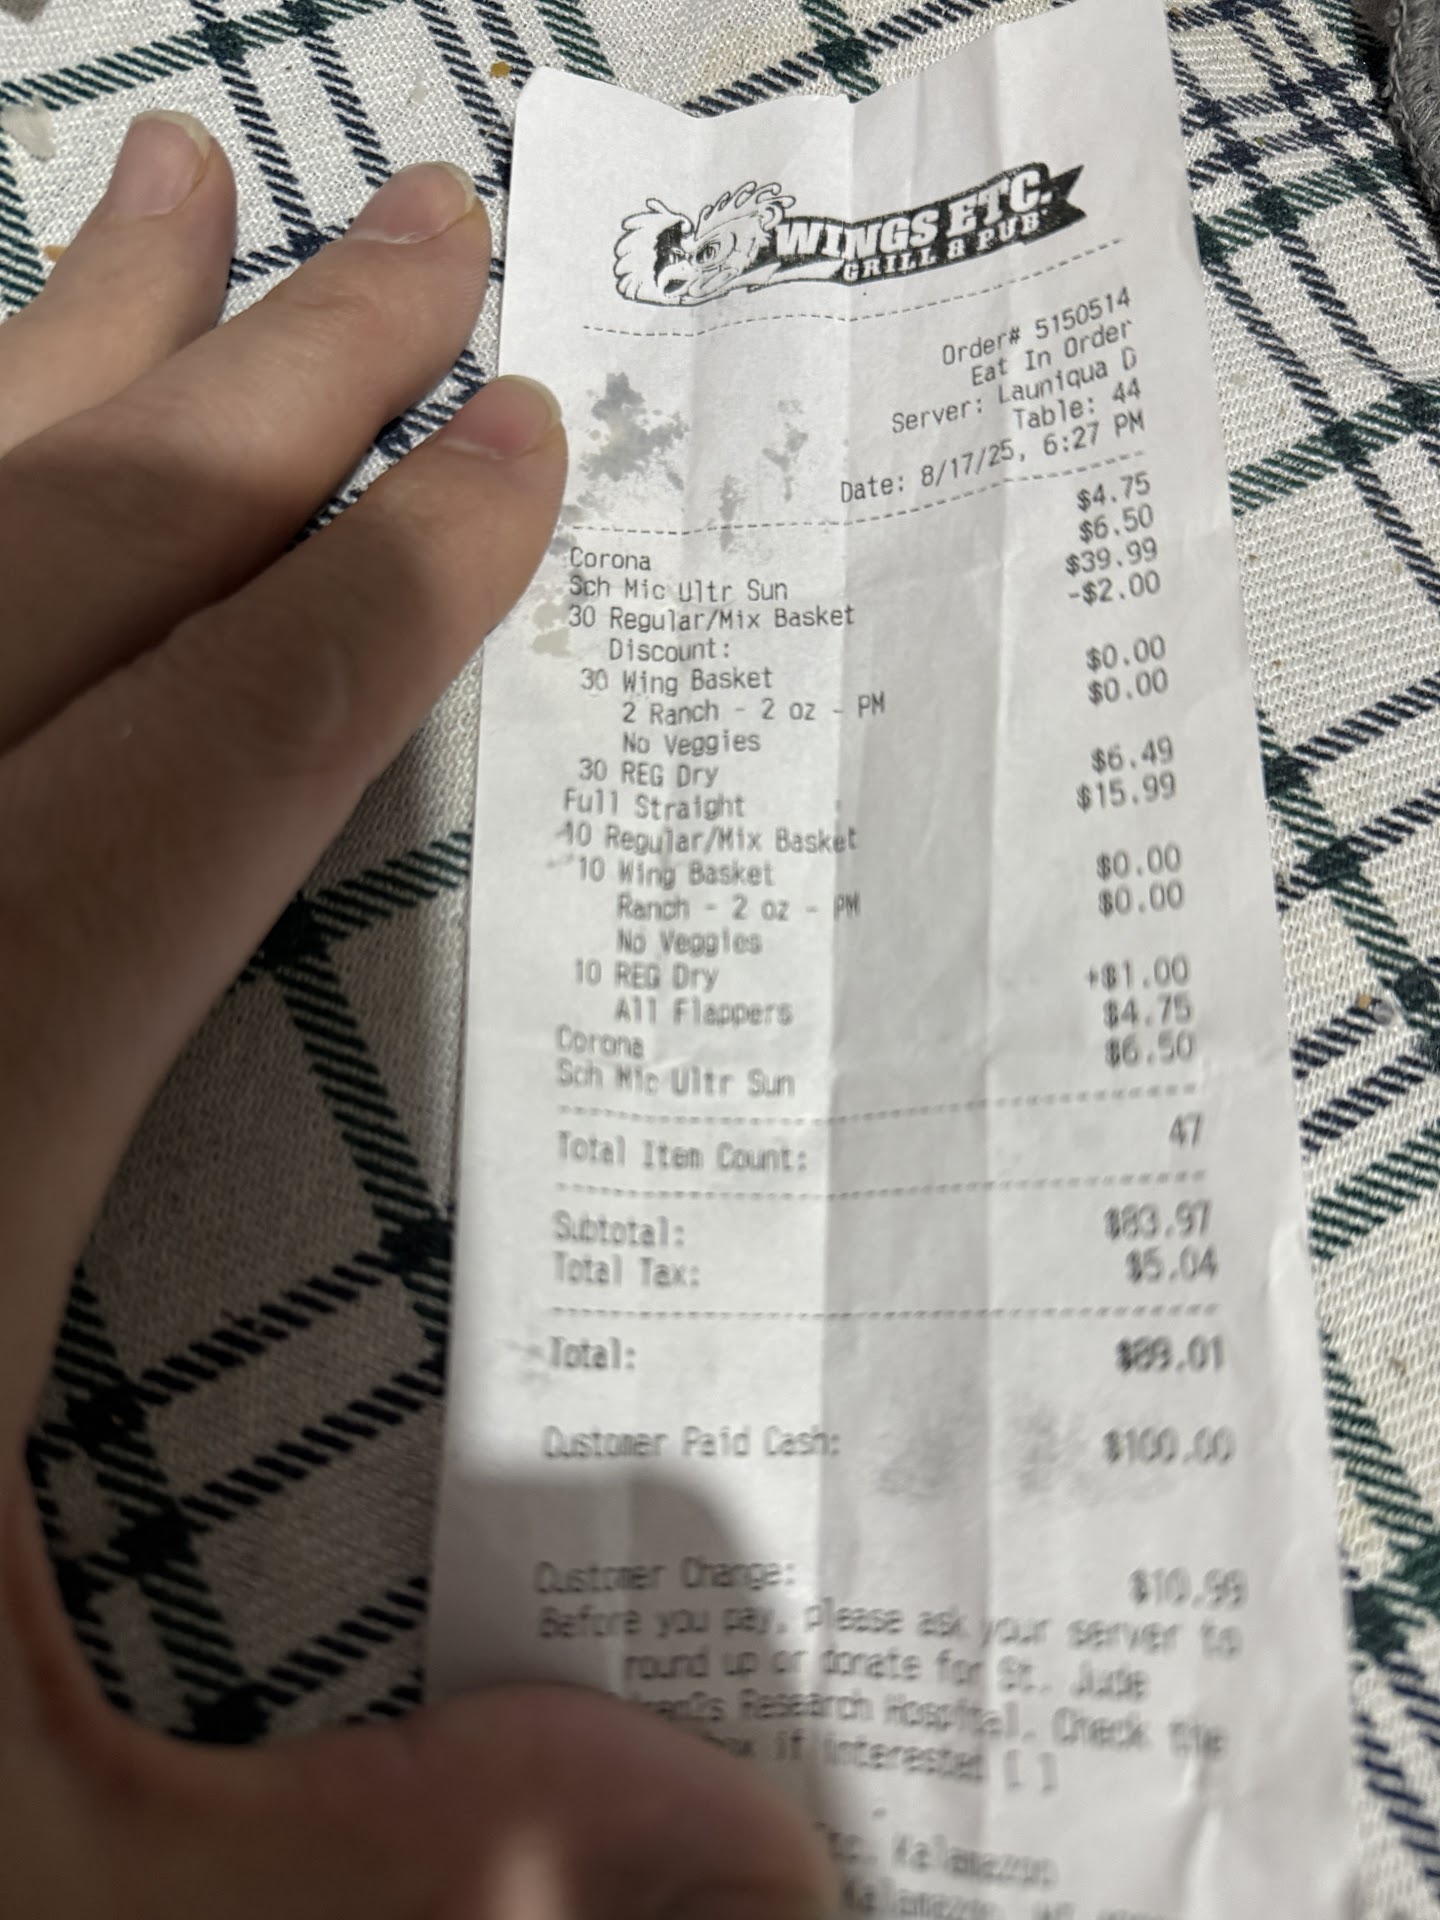 WINGS ETC.
GRILL & PUB
Order# 5150514
Eat In Order
Server: Launiqua D
Table: 44
Date: 8/17/25, 6:27 PM
Corona $4.75
Sch Mic Ultr Sun $6.50
30 Regular/Mix Basket $39.99
Discount: -$2.00
30 Wing Basket
2 Ranch - 2 oz - PM $0.00
No Veggies $0.00
30 REG Dry
Full Straight $6.49
10 Regular/Mix Basket $15.99
10 Wing Basket
Ranch - 2 oz - PM $0.00
No Veggies $0.00
10 REG Dry
All Flappers +$1.00
Corona $4.75
Sch Mic Ultr Sun $6.50
Total Item Count: 47
Subtotal: $83.97
Total Tax: $5.04
Total: $89.01
Customer Paid Cash: $100.00
Customer Change: $10.99
Before you pay, please ask your server to
round up or donate for St. Jude
Research Hospital. Check the
box if interested [ ]
Kalamazoo
Kalamazoo, MI